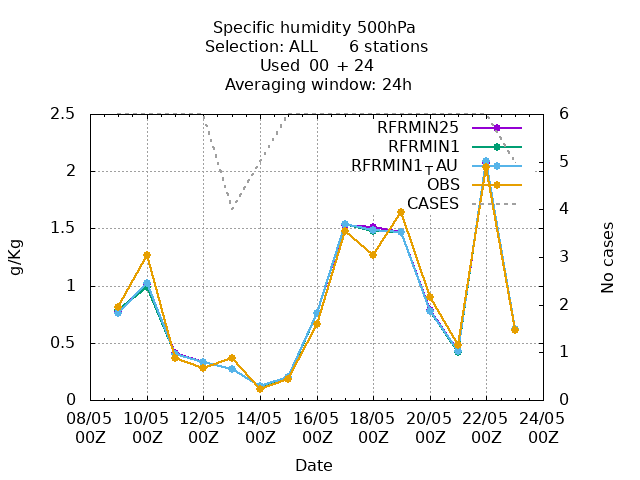 Specific humidity 500hPa
Selection: ALL 6 stations
Used 00 + 24
Averaging window: 24h
2.5
2
1.5
1
0.5
0
g/Kg
RFRMIN25
RFRMIN1
RFRMIN1_TAU
OBS
CASES
6
5
4
3
2
1
0
No cases
08/05 10/05 12/05 14/05 16/05 18/05 20/05 22/05 24/05
00Z 00Z 00Z 00Z 00Z 00Z 00Z 00Z 00Z
Date